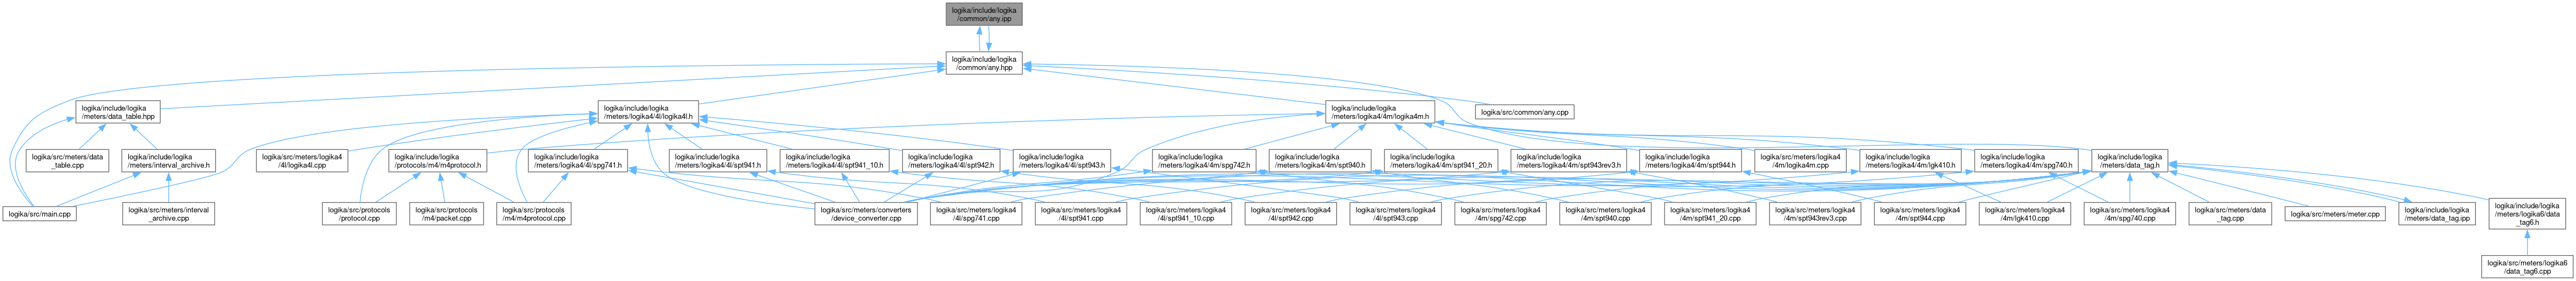 logika/include/logika
/common/any.ipp
logika/include/logika
/common/any.hpp
logika/include/logika
/meters/data_table.hpp
logika/include/logika
/meters/logika4/4l/logika4l.h
logika/include/logika
/meters/logika4/4m/logika4m.h
logika/src/common/any.cpp
logika/src/meters/data
_table.cpp
logika/include/logika
/meters/interval_archive.h
logika/src/meters/logika4
/4l/logika4l.cpp
logika/include/logika
/protocols/m4/m4protocol.h
logika/include/logika
/meters/logika4/4l/spg741.h
logika/include/logika
/meters/logika4/4l/spt941.h
logika/include/logika
/meters/logika4/4l/spt941_10.h
logika/include/logika
/meters/logika4/4l/spt942.h
logika/include/logika
/meters/logika4/4l/spt943.h
logika/include/logika
/meters/logika4/4m/spg742.h
logika/include/logika
/meters/logika4/4m/spt940.h
logika/include/logika
/meters/logika4/4m/spt941_20.h
logika/include/logika
/meters/logika4/4m/spt943rev3.h
logika/include/logika
/meters/logika4/4m/spt944.h
logika/src/meters/logika4
/4m/logika4m.cpp
logika/include/logika
/meters/logika4/4m/lgk410.h
logika/include/logika
/meters/logika4/4m/spg740.h
logika/include/logika
/meters/data_tag.h
logika/src/main.cpp
logika/src/meters/interval
_archive.cpp
logika/src/protocols
/protocol.cpp
logika/src/protocols
/m4/packet.cpp
logika/src/protocols
/m4/m4protocol.cpp
logika/src/meters/converters
/device_converter.cpp
logika/src/meters/logika4
/4l/spg741.cpp
logika/src/meters/logika4
/4l/spt941.cpp
logika/src/meters/logika4
/4l/spt941_10.cpp
logika/src/meters/logika4
/4l/spt942.cpp
logika/src/meters/logika4
/4l/spt943.cpp
logika/src/meters/logika4
/4m/spg742.cpp
logika/src/meters/logika4
/4m/spt940.cpp
logika/src/meters/logika4
/4m/spt941_20.cpp
logika/src/meters/logika4
/4m/spt943rev3.cpp
logika/src/meters/logika4
/4m/spt944.cpp
logika/src/meters/logika4
/4m/lgk410.cpp
logika/src/meters/logika4
/4m/spg740.cpp
logika/src/meters/data
_tag.cpp
logika/src/meters/meter.cpp
logika/include/logika
/meters/data_tag.ipp
logika/include/logika
/meters/logika6/data
_tag6.h
logika/src/meters/logika6
/data_tag6.cpp